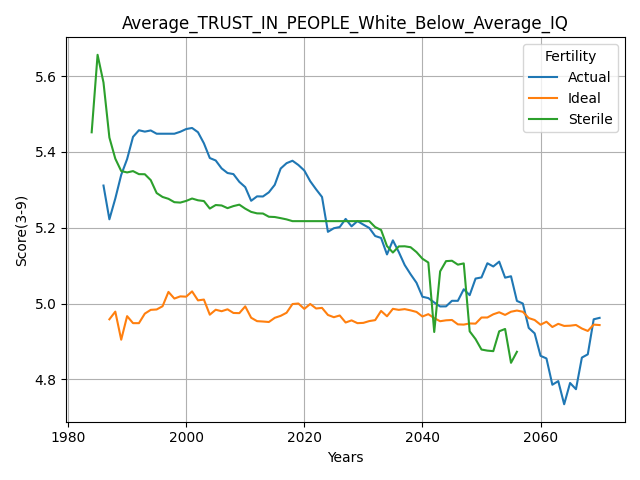 Average_TRUST_IN_PEOPLE_White_Below_Average_IQ
Fertility
Actual
Ideal
Sterile
Score(3-9)
5.6
5.4
5.2
5.0
4.8
1980
2000
2020
2040
2060
Years